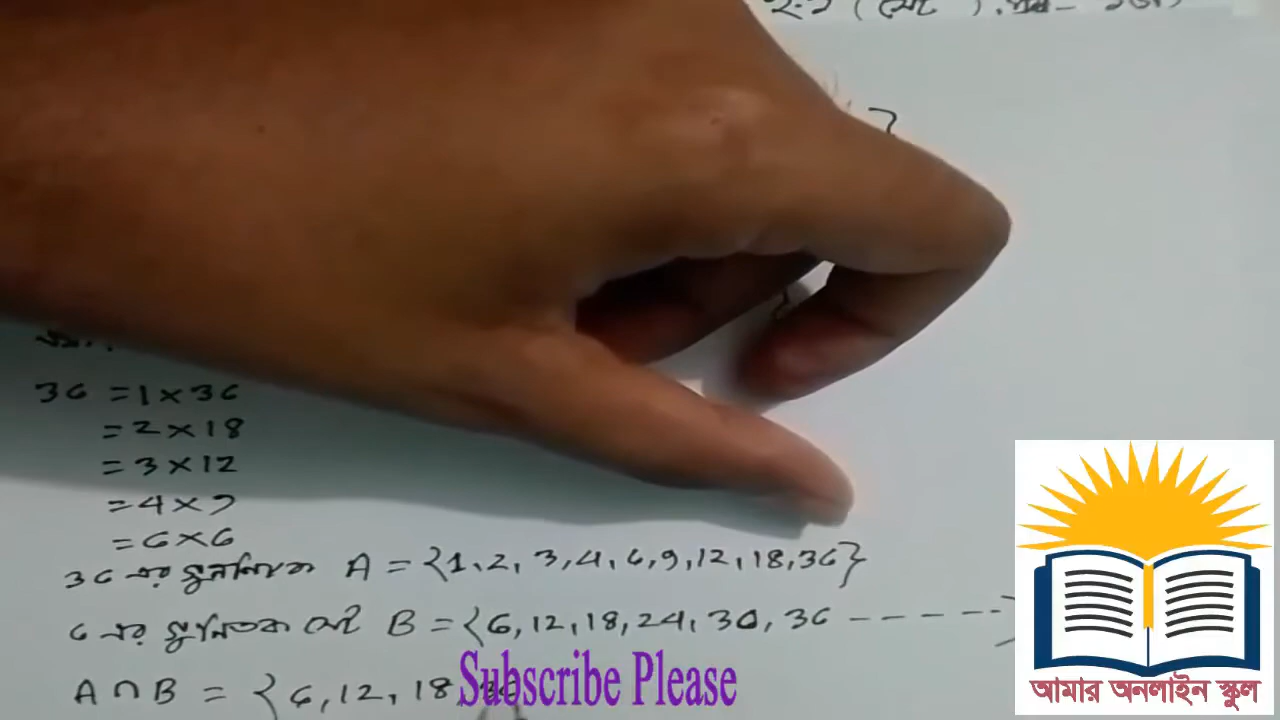 36 = 1 × 36
= 2 × 18
= 3 × 12
= 4 × 9
= 6 × 6
36 এর গুণনীয়ক A = {1, 2, 3, 4, 6, 9, 12, 18, 36}
6 এর গুণিতক সেট B = {6, 12, 18, 24, 30, 36 - - - - - }
A ∩ B = {6, 12, 18, 36
Subscribe Please
আমার অনলাইন স্কুল